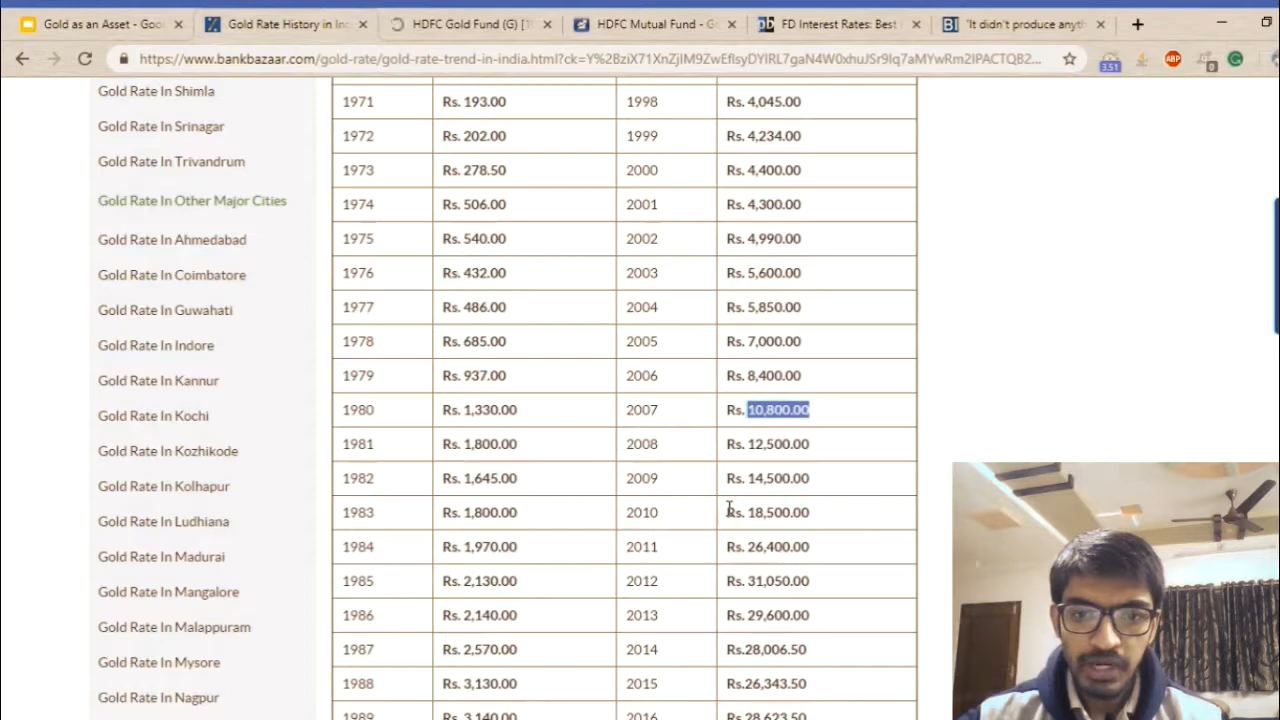 Gold as an Asset - Goo
Gold Rate History in In
HDFC Gold Fund (G) [1
HDFC Mutual Fund - G
FD Interest Rates: Best
"It didn't produce anyth
https://www.bankbazaar.com/gold-rate/gold-rate-trend-in-india.html?ck=
331
ABP
0
G
Gold Rate In Shimla
Gold Rate In Srinagar
Gold Rate In Trivandrum
Gold Rate In Other Major Cities
Gold Rate In Ahmedabad
Gold Rate In Coimbatore
Gold Rate In Guwahati
Gold Rate In Indore
Gold Rate In Kannur
Gold Rate In Kochi
Gold Rate In Kozhikode
Gold Rate In Kolhapur
Gold Rate In Ludhiana
Gold Rate In Madurai
Gold Rate In Mangalore
Gold Rate In Malappuram
Gold Rate In Mysore
Gold Rate In Nagpur
1971 Rs. 193.00 1998 Rs. 4,045.00
1972 Rs. 202.00 1999 Rs. 4,234.00
1973 Rs. 278.50 2000 Rs. 4,400.00
1974 Rs. 506.00 2001 Rs. 4,300.00
1975 Rs. 540.00 2002 Rs. 4,990.00
1976 Rs. 432.00 2003 Rs. 5,600.00
1977 Rs. 486.00 2004 Rs. 5,850.00
1978 Rs. 685.00 2005 Rs. 7,000.00
1979 Rs. 937.00 2006 Rs. 8,400.00
1980 Rs. 1,330.00 2007 Rs. 10,800.00
1981 Rs. 1,800.00 2008 Rs. 12,500.00
1982 Rs. 1,645.00 2009 Rs. 14,500.00
1983 Rs. 1,800.00 2010 Rs. 18,500.00
1984 Rs. 1,970.00 2011 Rs. 26,400.00
1985 Rs. 2,130.00 2012 Rs. 31,050.00
1986 Rs. 2,140.00 2013 Rs. 29,600.00
1987 Rs. 2,570.00 2014 Rs.28,006.50
1988 Rs. 3,130.00 2015 Rs.26,343.50
1989 Rs. 3,140.00 2016 Rs.28,623.50